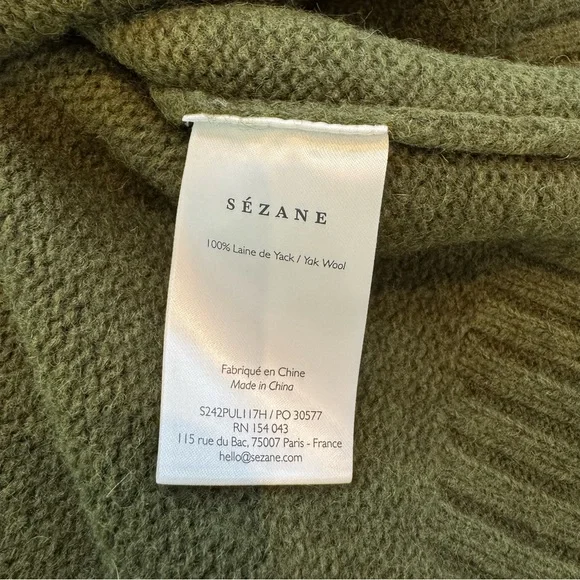 SÉZANE
100% Laine de Yack / Yak Wool
Fabriqué en Chine
Made in China
S242PUL117H / PO 30577
RN 154 043
115 rue du Bac, 75007 Paris - France
hello@sezane.com